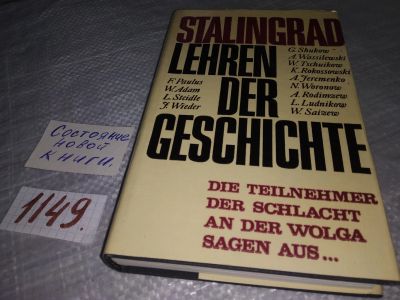 STALINGRAD
LEHREN
DER
GESCHICHTE
F. Paulus
W. Adam
L. Steidle
J. Wieder
G. Shukow
A. Wassilewski
W. Tschuikow
K. Rokossowski
A. Jeremenko
N. Woronow
A. Rodimzew
L. Ludnikow
W. Saizew
DIE TEILNEHMER
DER SCHLACHT
AN DER WOLGA
SAGEN AUS...
Состояние
новой
книги.
1149.